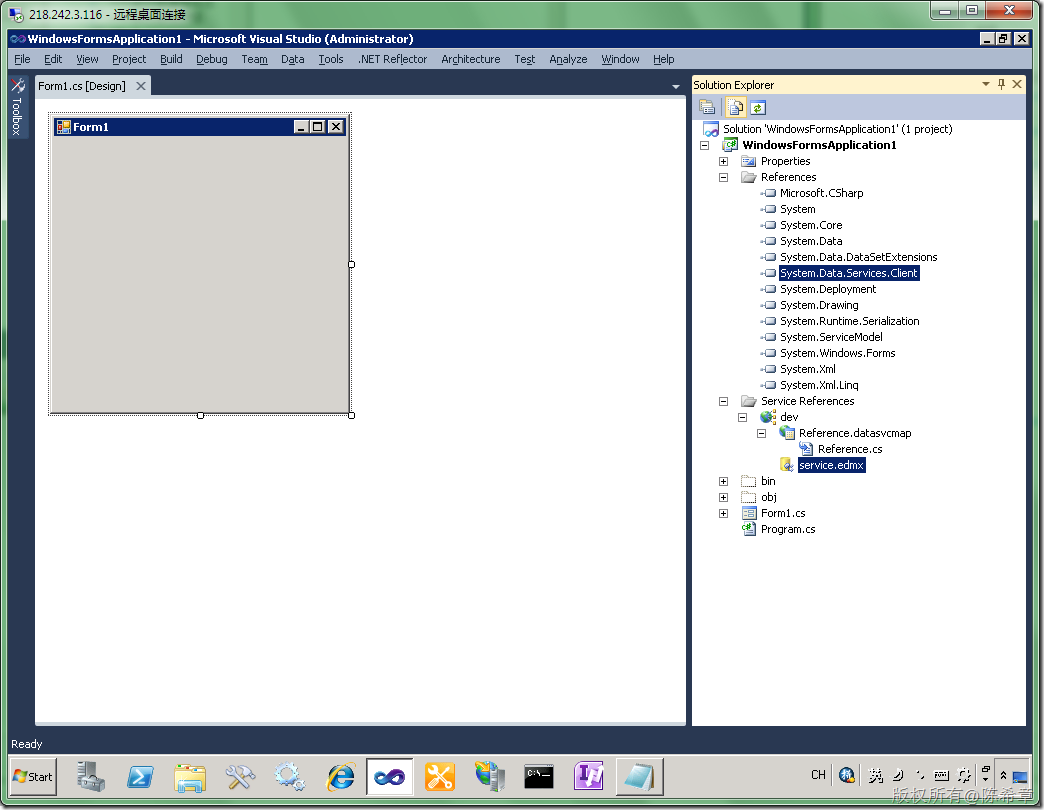 218.242.3.116 - 远程桌面连接
WindowsFormsApplication1 - Microsoft Visual Studio (Administrator)
File Edit View Project Build Debug Team Data Tools .NET Reflector Architecture Test Analyze Window Help
Toolbox
Form1.cs [Design]
Form1
Solution Explorer
Solution 'WindowsFormsApplication1' (1 project)
WindowsFormsApplication1
Properties
References
Microsoft.CSharp
System
System.Core
System.Data
System.Data.DataSetExtensions
System.Data.Services.Client
System.Deployment
System.Drawing
System.Runtime.Serialization
System.ServiceModel
System.Windows.Forms
System.Xml
System.Xml.Linq
Service References
dev
Reference.datasvcmap
Reference.cs
service.edmx
bin
obj
Form1.cs
Program.cs
Ready
Start
C:\
CH
英
版权所有@陈希章